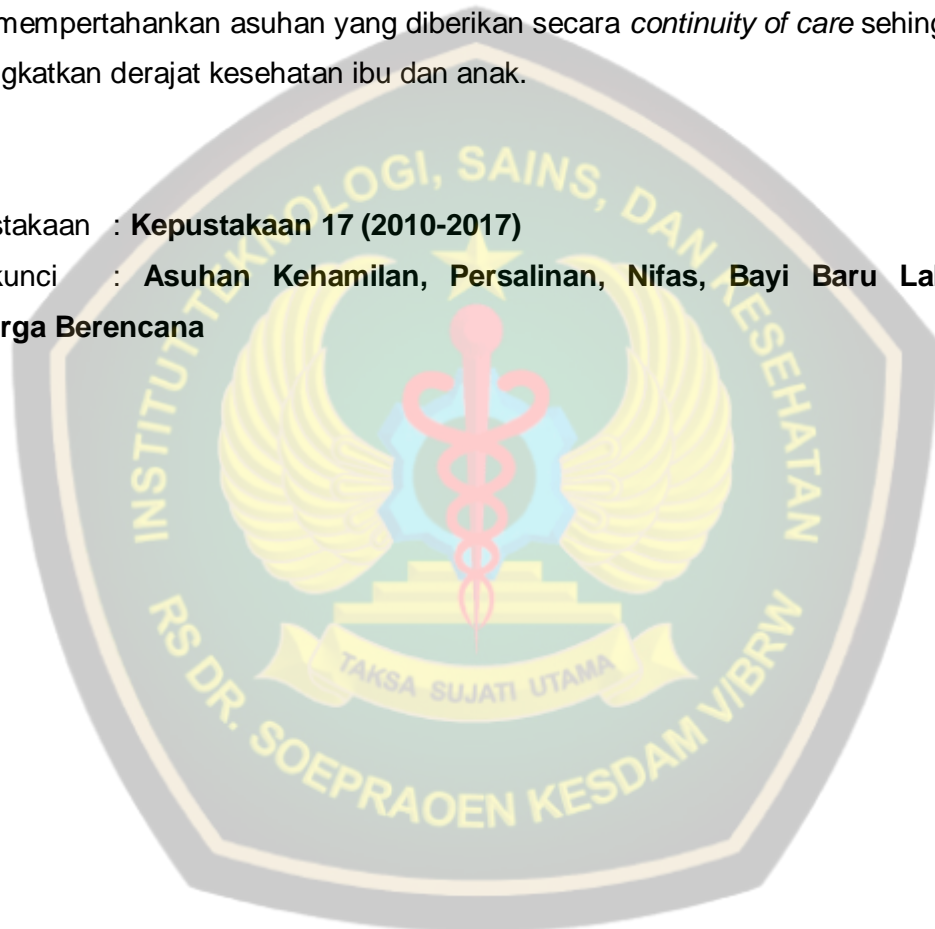 mempertahankan asuhan yang diberikan secara continuity of care sehing
gkatkan derajat kesehatan ibu dan anak.
stakaan : Kepustakaan 17 (2010-2017)
kunci : Asuhan Kehamilan, Persalinan, Nifas, Bayi Baru La
rga Berencana
INSTITUT TEKNOLOGI, SAINS, DAN KESEHATAN
TAKSA SUJATI UTAMA
RS DR. SOEPRAOEN KESDAM V/BRW